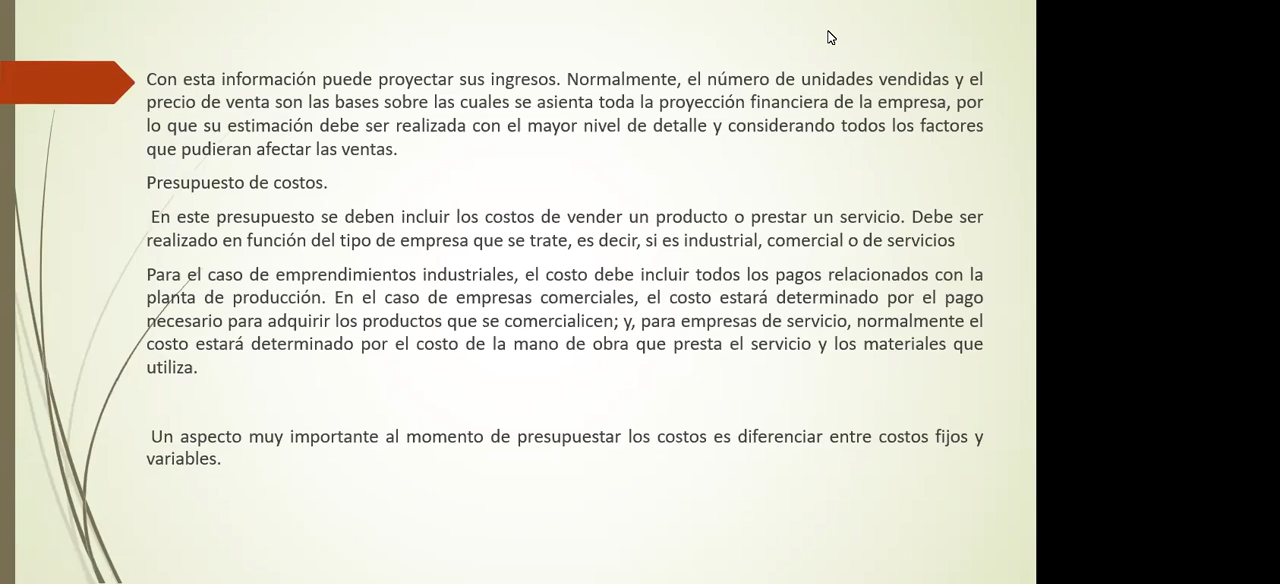 Con esta información puede proyectar sus ingresos. Normalmente, el número de unidades vendidas y el
precio de venta son las bases sobre las cuales se asienta toda la proyección financiera de la empresa, por
lo que su estimación debe ser realizada con el mayor nivel de detalle y considerando todos los factores
que pudieran afectar las ventas.
Presupuesto de costos.
En este presupuesto se deben incluir los costos de vender un producto o prestar un servicio. Debe ser
realizado en función del tipo de empresa que se trate, es decir, si es industrial, comercial o de servicios
Para el caso de emprendimientos industriales, el costo debe incluir todos los pagos relacionados con la
planta de producción. En el caso de empresas comerciales, el costo estará determinado por el pago
necesario para adquirir los productos que se comercialicen; y, para empresas de servicio, normalmente el
costo estará determinado por el costo de la mano de obra que presta el servicio y los materiales que
utiliza.
Un aspecto muy importante al momento de presupuestar los costos es diferenciar entre costos fijos y
variables.